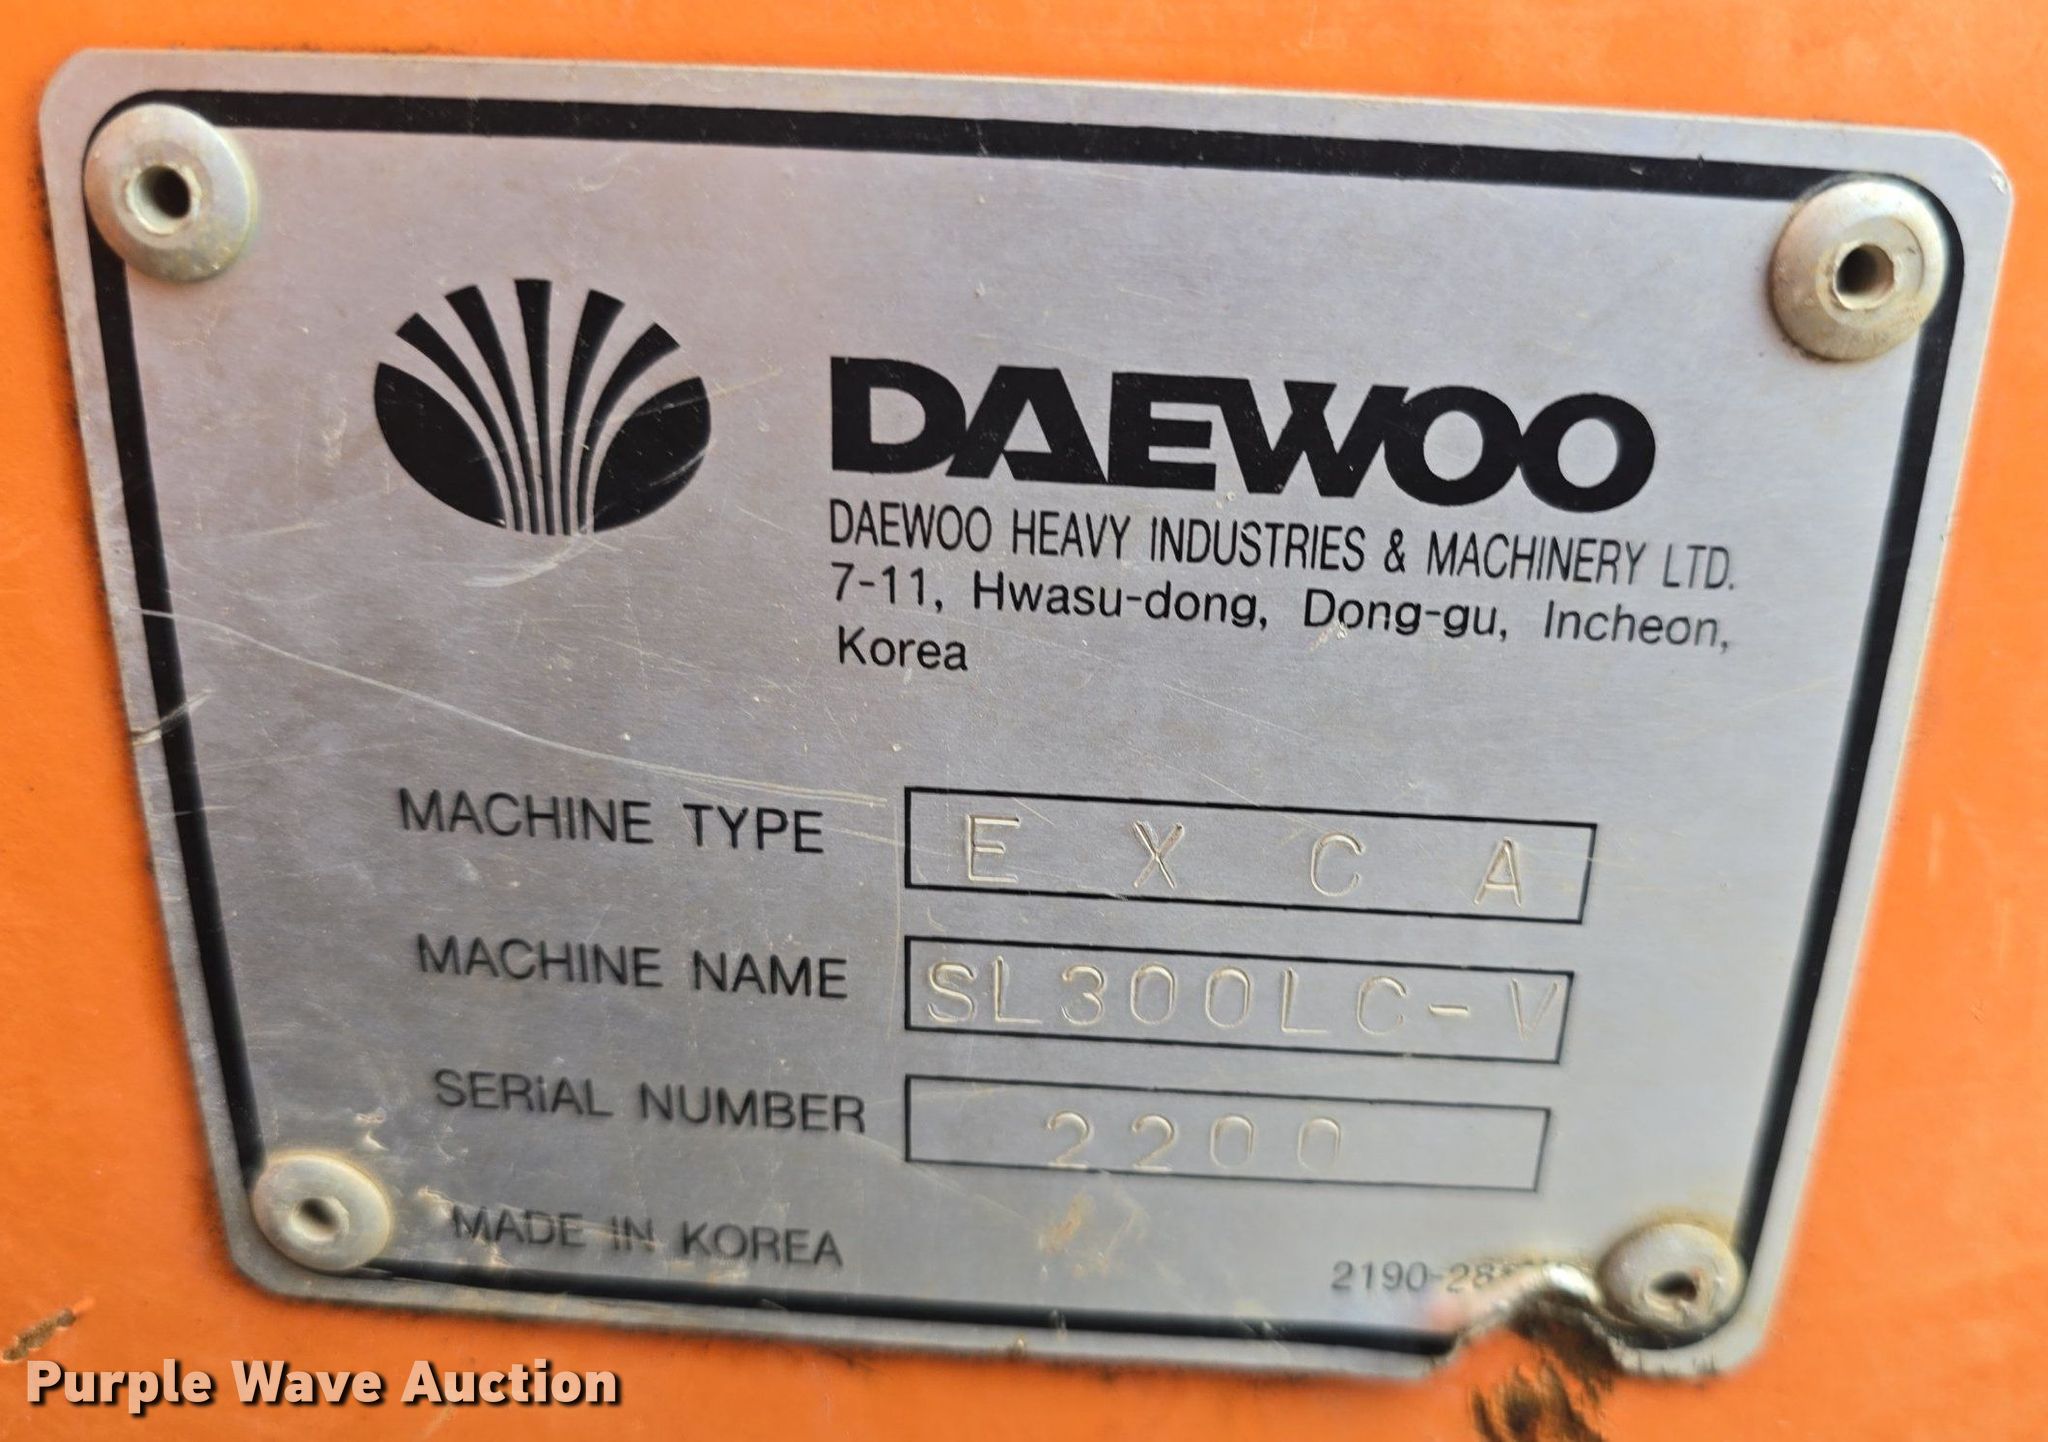 DAEWOO
DAEWOO HEAVY INDUSTRIES & MACHINERY LTD.
7-11, Hwasu-dong, Dong-gu, Incheon,
Korea
MACHINE TYPE EXCA
MACHINE NAME SL300LC-V
SERIAL NUMBER 2200
MADE IN KOREA
Purple Wave Auction